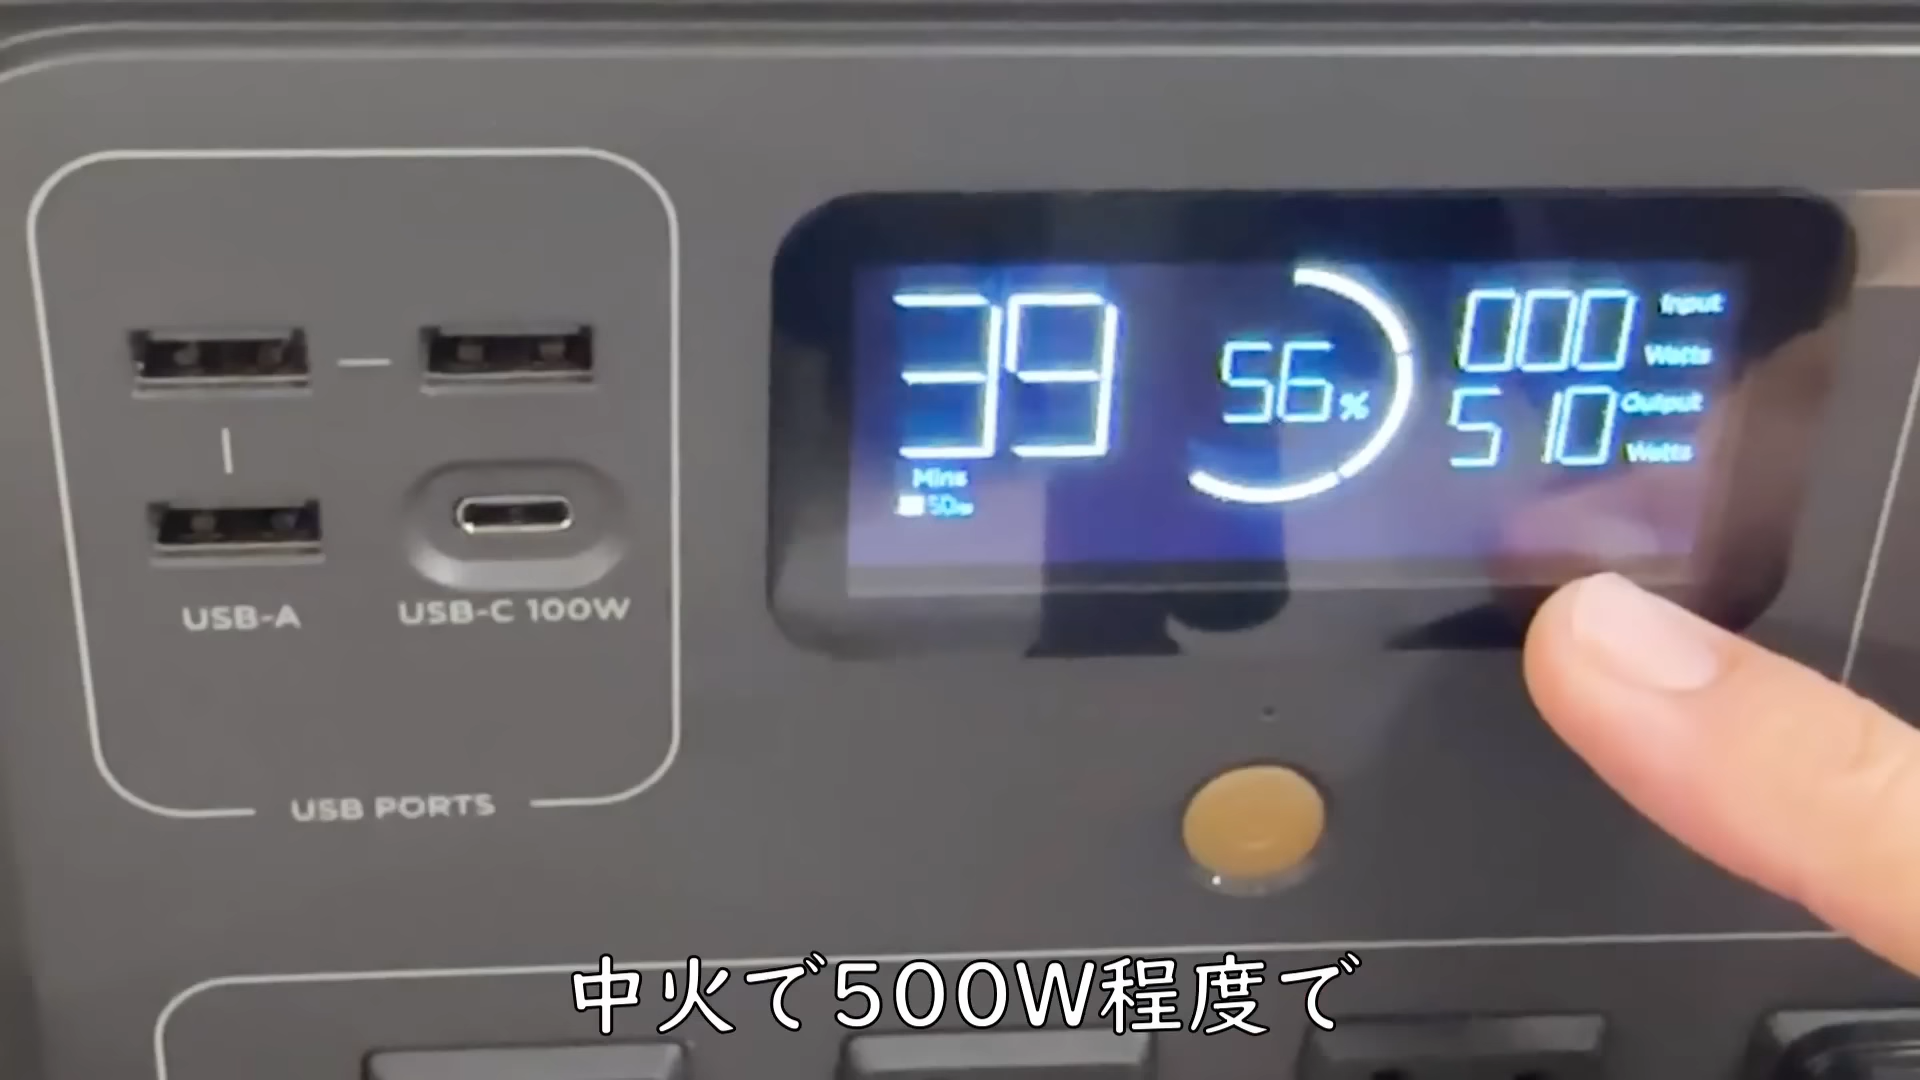 39
Mins
50Hz
56%
000 Input Watts
510 Output Watts
USB-A
USB-C 100W
USB PORTS
中火で500W程度で